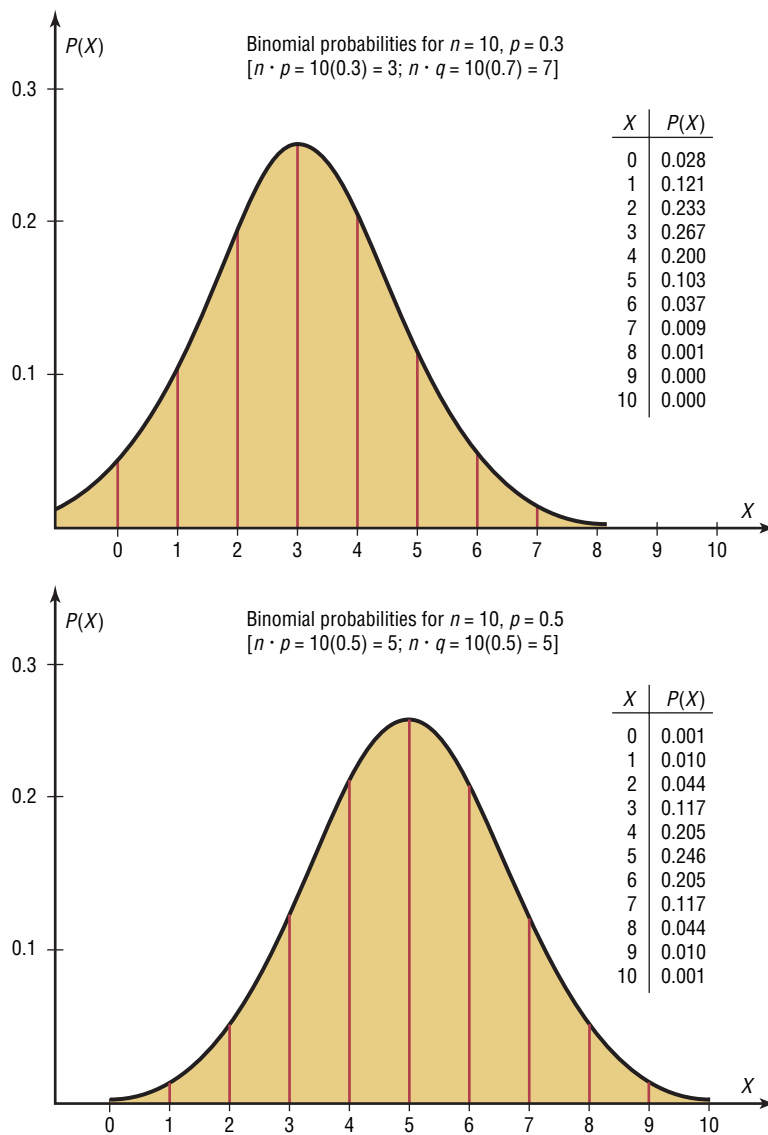 P(X)
Binomial probabilities for n = 10, p = 0.3
[n · p = 10(0.3) = 3; n · q = 10(0.7) = 7]
0.3
0.2
0.1
X P(X)
0 0.028
1 0.121
2 0.233
3 0.267
4 0.200
5 0.103
6 0.037
7 0.009
8 0.001
9 0.000
10 0.000
X
0 1 2 3 4 5 6 7 8 9 10
P(X)
Binomial probabilities for n = 10, p = 0.5
[n · p = 10(0.5) = 5; n · q = 10(0.5) = 5]
0.3
0.2
0.1
X P(X)
0 0.001
1 0.010
2 0.044
3 0.117
4 0.205
5 0.246
6 0.205
7 0.117
8 0.044
9 0.010
10 0.001
X
0 1 2 3 4 5 6 7 8 9 10